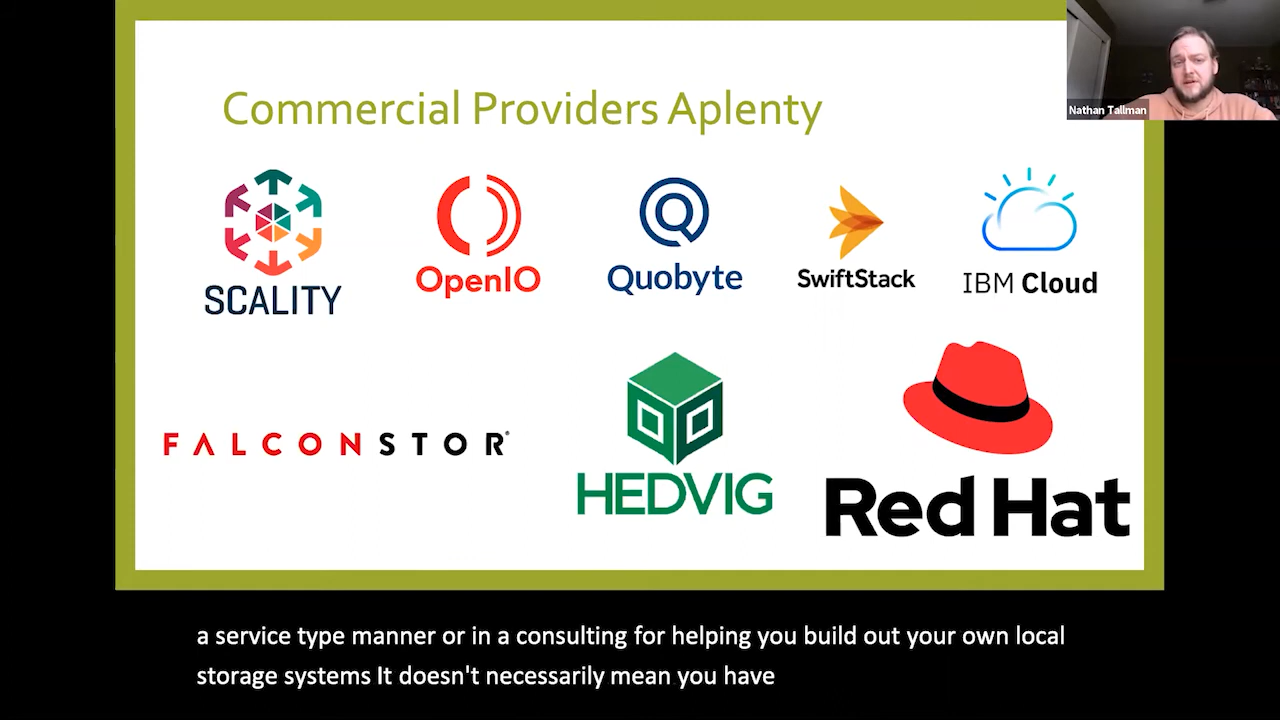 Commercial Providers Aplenty
Nathan Tallman
SCALITY
OpenIO
Quobyte
SwiftStack
IBM Cloud
FALCONSTOR®
HEDVIG
Red Hat
a service type manner or in a consulting for helping you build out your own local
storage systems It doesn't necessarily mean you have